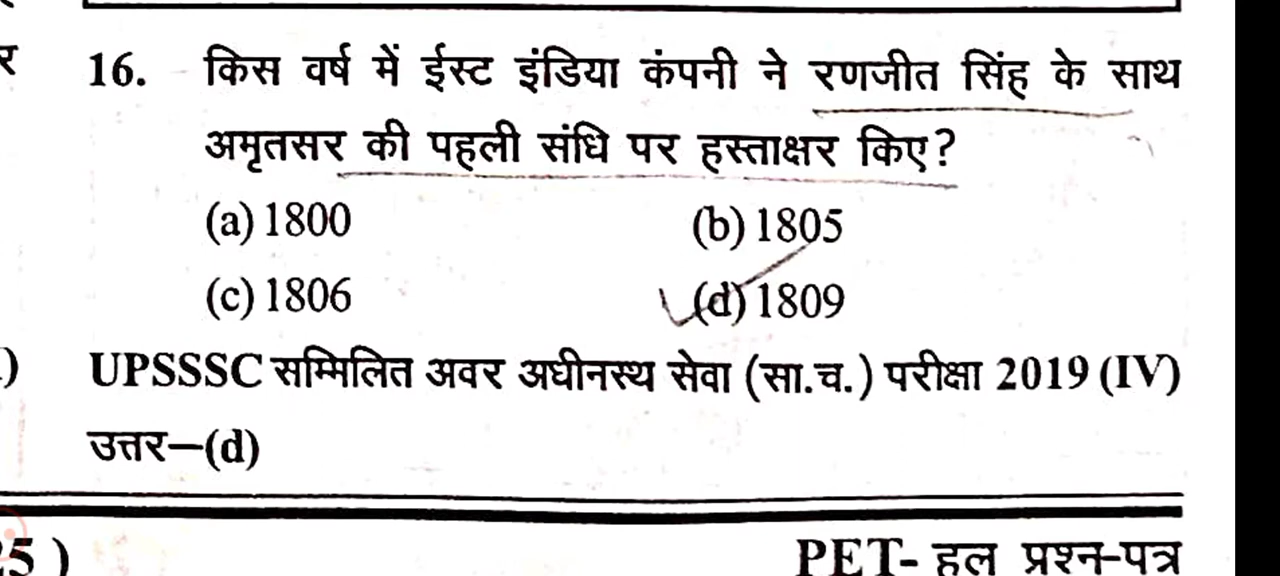 र
16. किस वर्ष में ईस्ट इंडिया कंपनी ने रणजीत सिंह के साथ
अमृतसर की पहली संधि पर हस्ताक्षर किए?
(a) 1800 (b) 1805
(c) 1806 (d) 1809
) UPSSSC सम्मिलित अवर अधीनस्थ सेवा (सा.च.) परीक्षा 2019 (IV)
उत्तर–(d)
5 ) PET- हल प्रश्न-पत्र